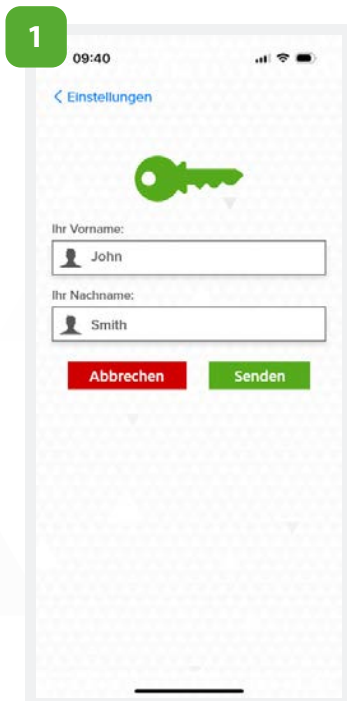 1
09:40
Einstellungen
Ihr Vorname:
John
Ihr Nachname:
Smith
Abbrechen Senden